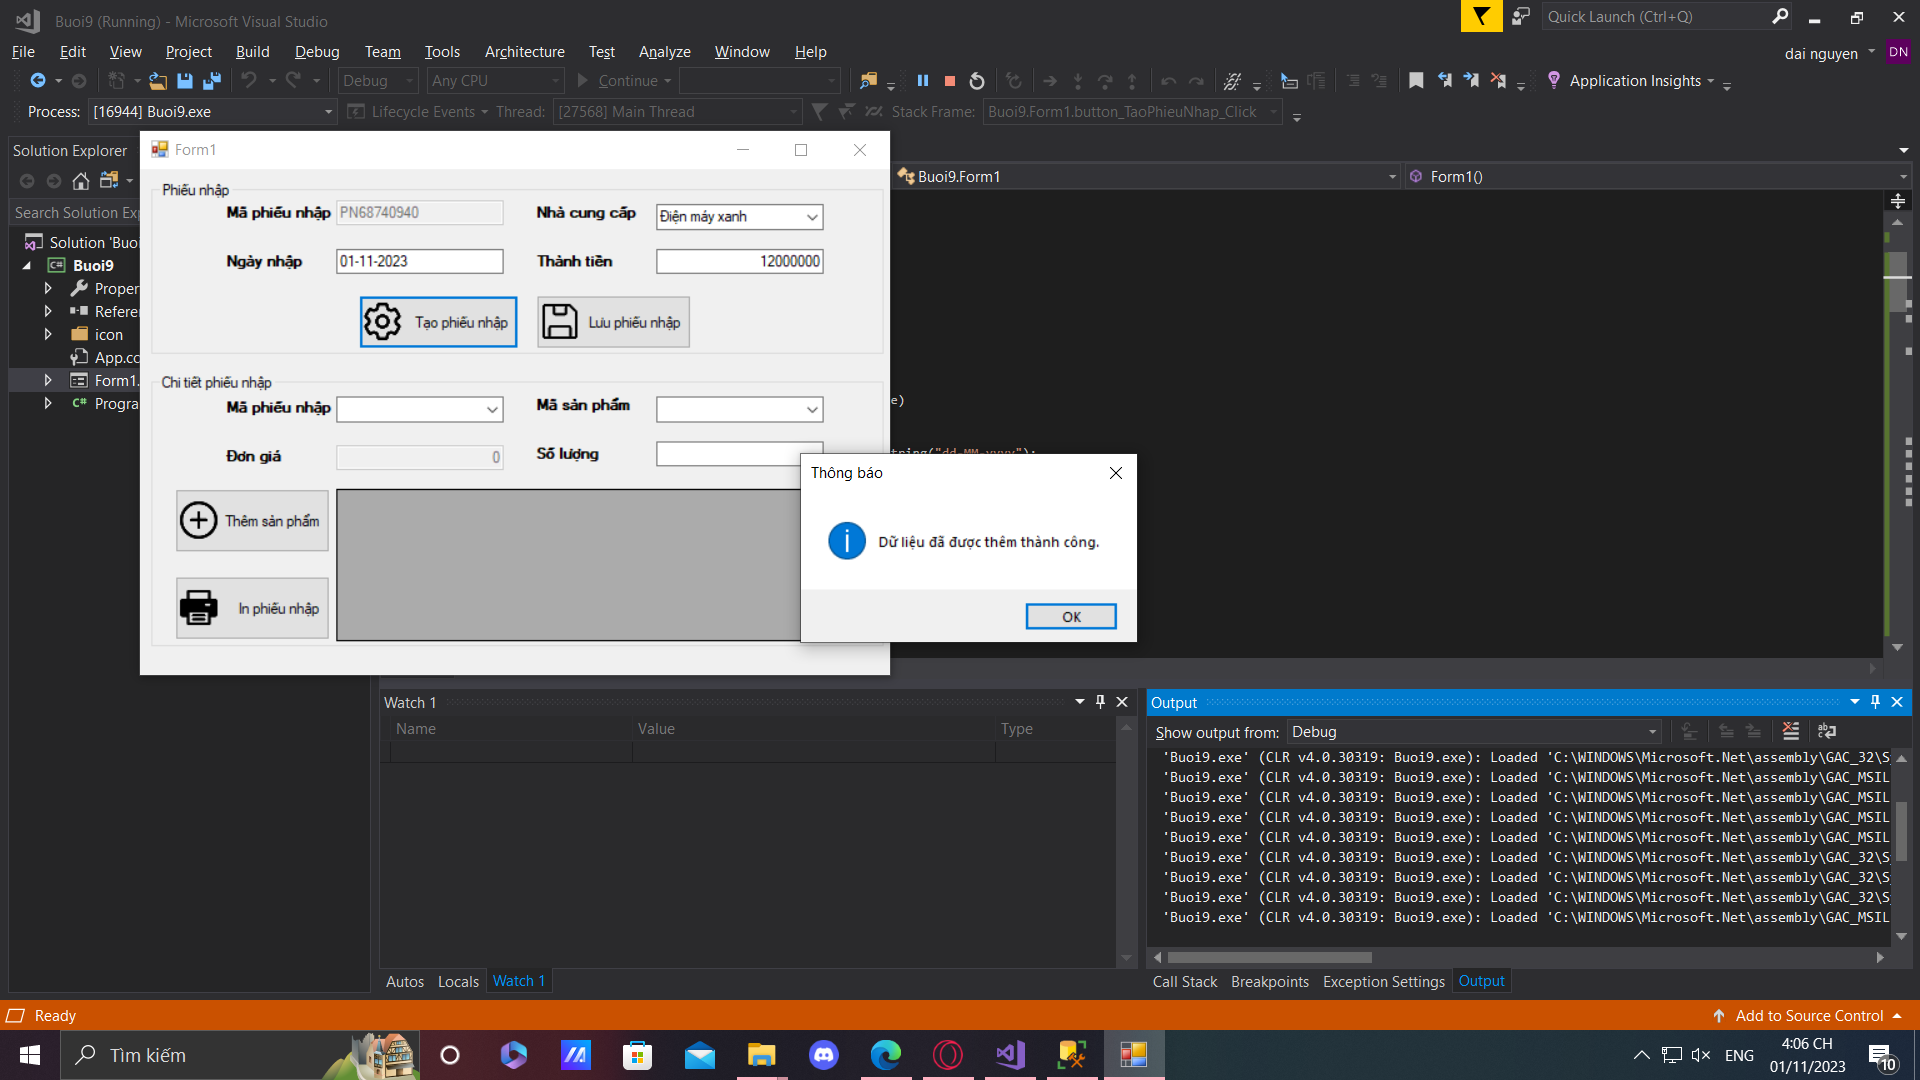 Buoi9 (Running) - Microsoft Visual Studio
Quick Launch (Ctrl+Q)
File Edit View Project Build Debug Team Tools Architecture Test Analyze Window Help
dai nguyen DN
Debug Any CPU Continue Application Insights
Process: [16944] Buoi9.exe Lifecycle Events Thread: [27568] Main Thread Stack Frame: Buoi9.Form1.button_TaoPhieuNhap_Click
Solution Explorer
Search Solution Exp
Solution 'Buoi
Buoi9
Proper
Refere
icon
App.co
Form1.
Progra
Buoi9.Form1
Form1()
e)
tring("dd-MM-yyyy");
Form1
Phiếu nhập
Mã phiếu nhập PN68740940 Nhà cung cấp Điện máy xanh
Ngày nhập 01-11-2023 Thành tiền 12000000
Tạo phiếu nhập Lưu phiếu nhập
Chi tiết phiếu nhập
Mã phiếu nhập Mã sản phẩm
Đơn giá 0 Số lượng
Thêm sản phẩm
In phiếu nhập
Thông báo
Dữ liệu đã được thêm thành công.
OK
Watch 1
Name Value Type
Autos Locals Watch 1
Output
Show output from: Debug
'Buoi9.exe' (CLR v4.0.30319: Buoi9.exe): Loaded 'C:\WINDOWS\Microsoft.Net\assembly\GAC_32\S
'Buoi9.exe' (CLR v4.0.30319: Buoi9.exe): Loaded 'C:\WINDOWS\Microsoft.Net\assembly\GAC_MSIL
'Buoi9.exe' (CLR v4.0.30319: Buoi9.exe): Loaded 'C:\WINDOWS\Microsoft.Net\assembly\GAC_MSIL
'Buoi9.exe' (CLR v4.0.30319: Buoi9.exe): Loaded 'C:\WINDOWS\Microsoft.Net\assembly\GAC_MSIL
'Buoi9.exe' (CLR v4.0.30319: Buoi9.exe): Loaded 'C:\WINDOWS\Microsoft.Net\assembly\GAC_MSIL
'Buoi9.exe' (CLR v4.0.30319: Buoi9.exe): Loaded 'C:\WINDOWS\Microsoft.Net\assembly\GAC_32\S
'Buoi9.exe' (CLR v4.0.30319: Buoi9.exe): Loaded 'C:\WINDOWS\Microsoft.Net\assembly\GAC_32\S
'Buoi9.exe' (CLR v4.0.30319: Buoi9.exe): Loaded 'C:\WINDOWS\Microsoft.Net\assembly\GAC_32\S
'Buoi9.exe' (CLR v4.0.30319: Buoi9.exe): Loaded 'C:\WINDOWS\Microsoft.Net\assembly\GAC_MSIL
Call Stack Breakpoints Exception Settings Output
Ready
Add to Source Control
Tìm kiếm
ENG
4:06 CH
01/11/2023
10